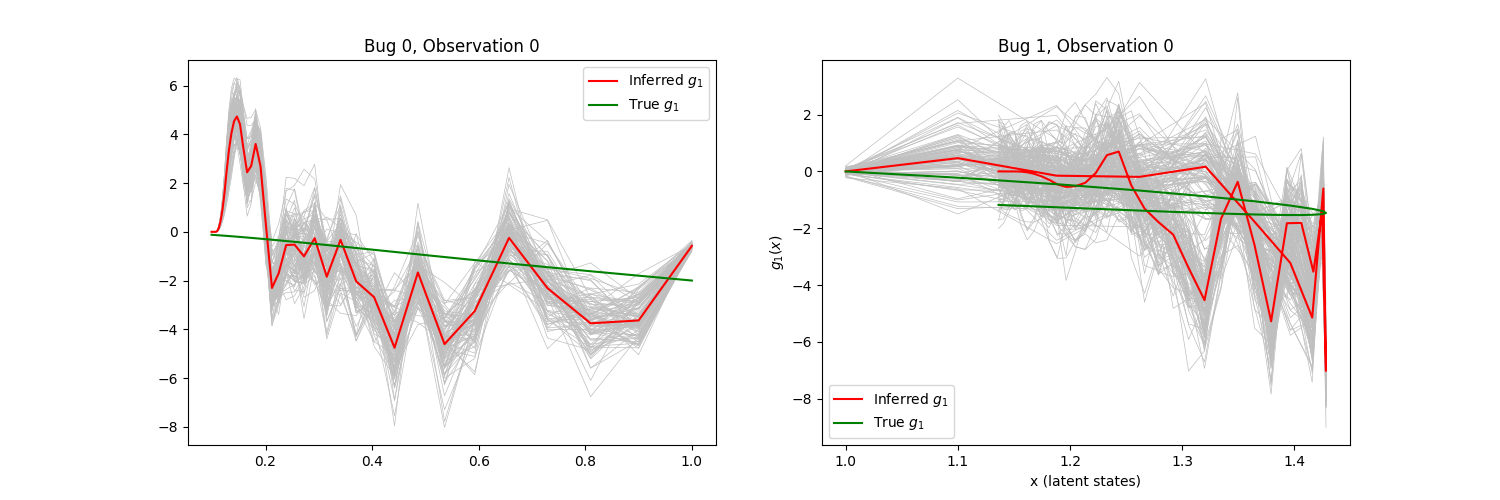 Bug 0, Observation 0
Inferred g₁
True g₁
6
4
2
0
−2
−4
−6
−8
0.2 0.4 0.6 0.8 1.0
Bug 1, Observation 0
g₁(x)
2
0
−2
−4
−6
−8
Inferred g₁
True g₁
1.0 1.1 1.2 1.3 1.4
x (latent states)